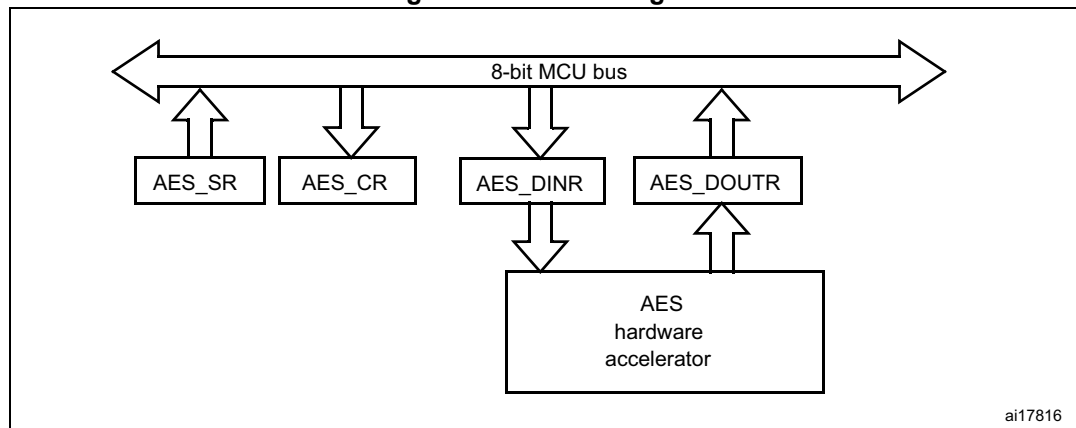 8-bit MCU bus
AES_SR
AES_CR
AES_DINR
AES_DOUTR
AES
hardware
accelerator
ai17816